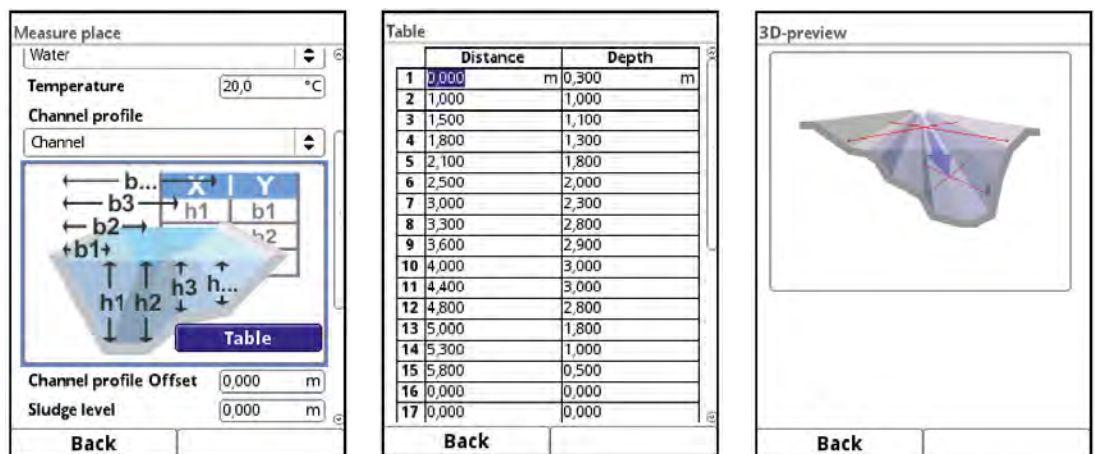 Measure place
Water
Temperature 20,0 °C
Channel profile
Channel
b... X Y
b3 h1 b1
b2 b2
b1
h1 h2 h3 h...
Table
Channel profile Offset 0,000 m
Sludge level 0,000 m
Back
Table
Distance Depth
1 0,000 m 0,300 m
2 1,000 1,000
3 1,500 1,100
4 1,800 1,300
5 2,100 1,800
6 2,500 2,000
7 3,000 2,300
8 3,300 2,800
9 3,600 2,900
10 4,000 3,000
11 4,400 3,000
12 4,800 2,800
13 5,000 1,800
14 5,300 1,000
15 5,800 0,500
16 0,000 0,000
17 0,000 0,000
Back
3D-preview
Back